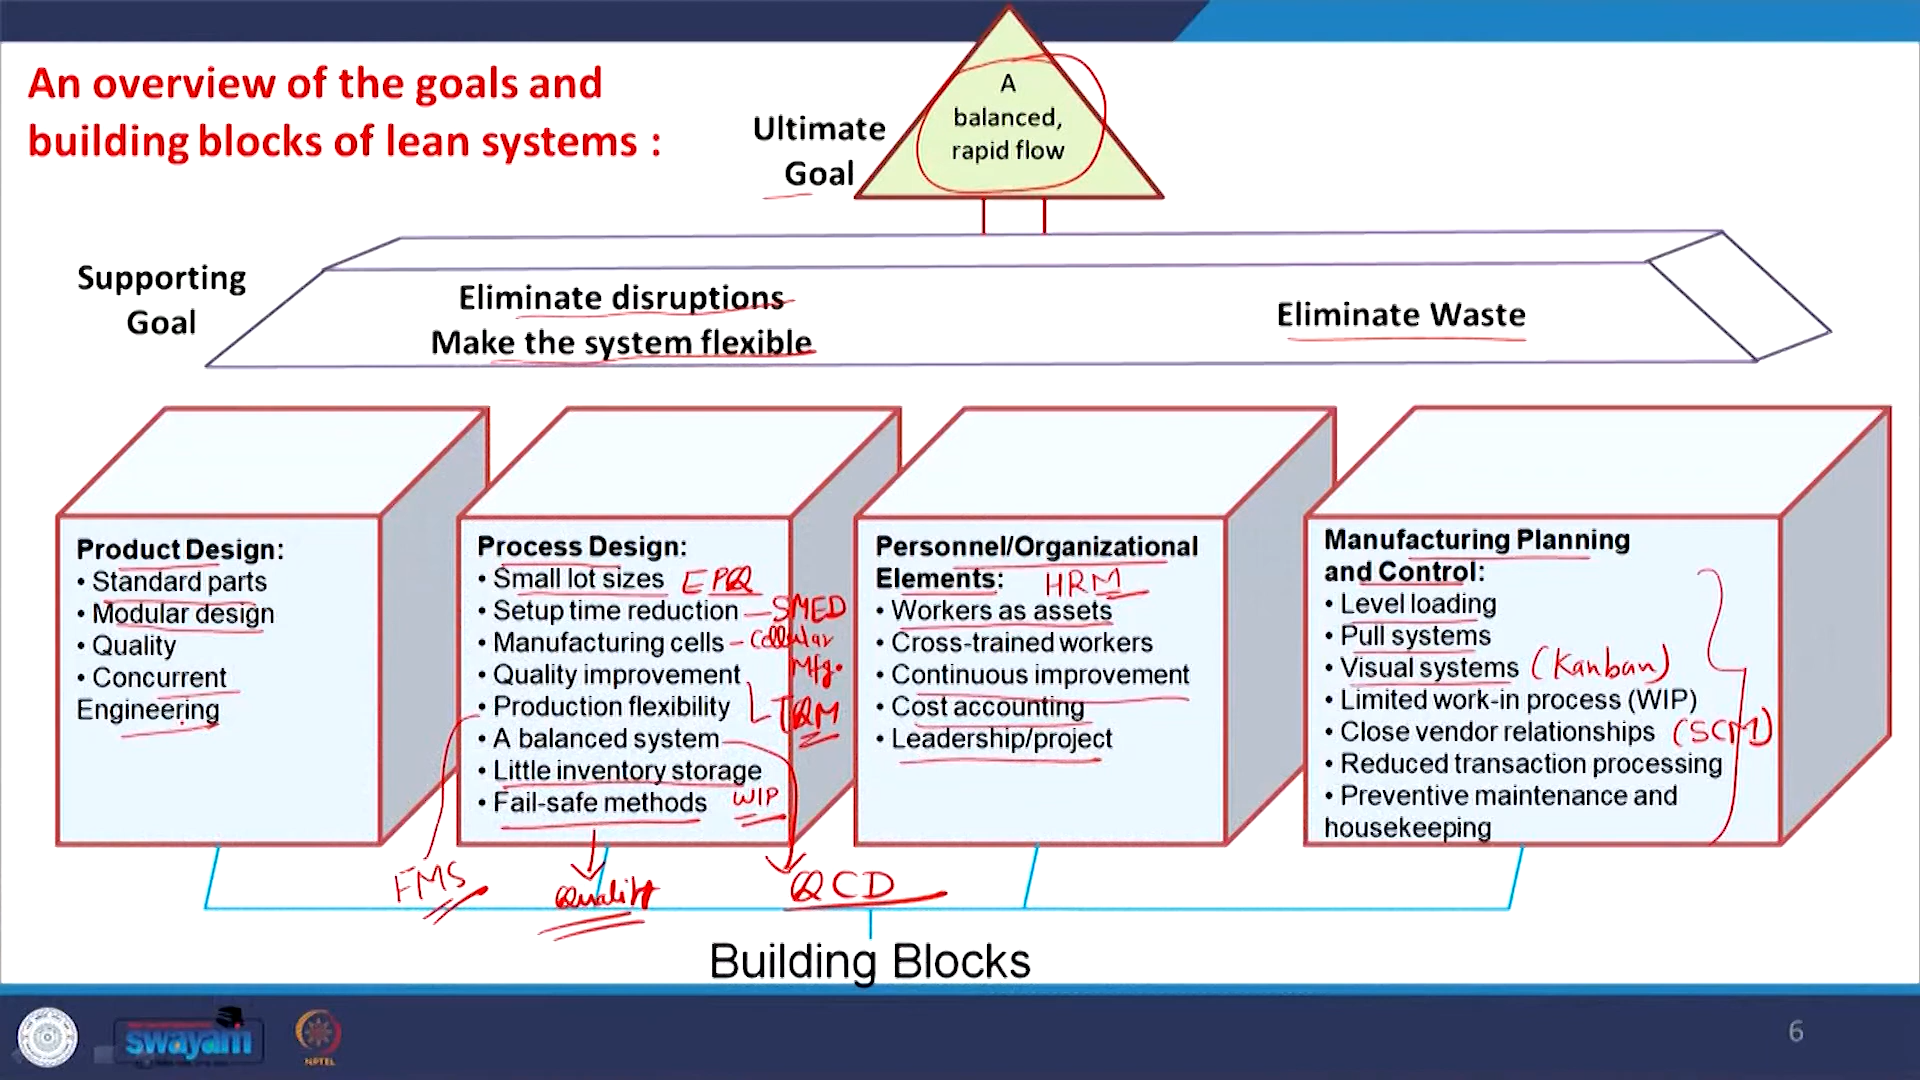 An overview of the goals and
building blocks of lean systems :
Ultimate
Goal
A
balanced,
rapid flow
Supporting
Goal
Eliminate disruptions
Make the system flexible
Eliminate Waste
Product Design:
• Standard parts
• Modular design
• Quality
• Concurrent
Engineering
Process Design:
• Small lot sizes EPQ
• Setup time reduction – SMED
• Manufacturing cells – Cellular
Mfg.
• Quality improvement
• Production flexibility TQM
• A balanced system
• Little inventory storage
• Fail-safe methods WIP
FMS
Quality
QCD
Personnel/Organizational
Elements: HRM
• Workers as assets
• Cross-trained workers
• Continuous improvement
• Cost accounting
• Leadership/project
Manufacturing Planning
and Control:
• Level loading
• Pull systems
• Visual systems (Kanban)
• Limited work-in process (WIP)
• Close vendor relationships (SCM)
• Reduced transaction processing
• Preventive maintenance and
housekeeping
Building Blocks
swayam
NPTEL
6